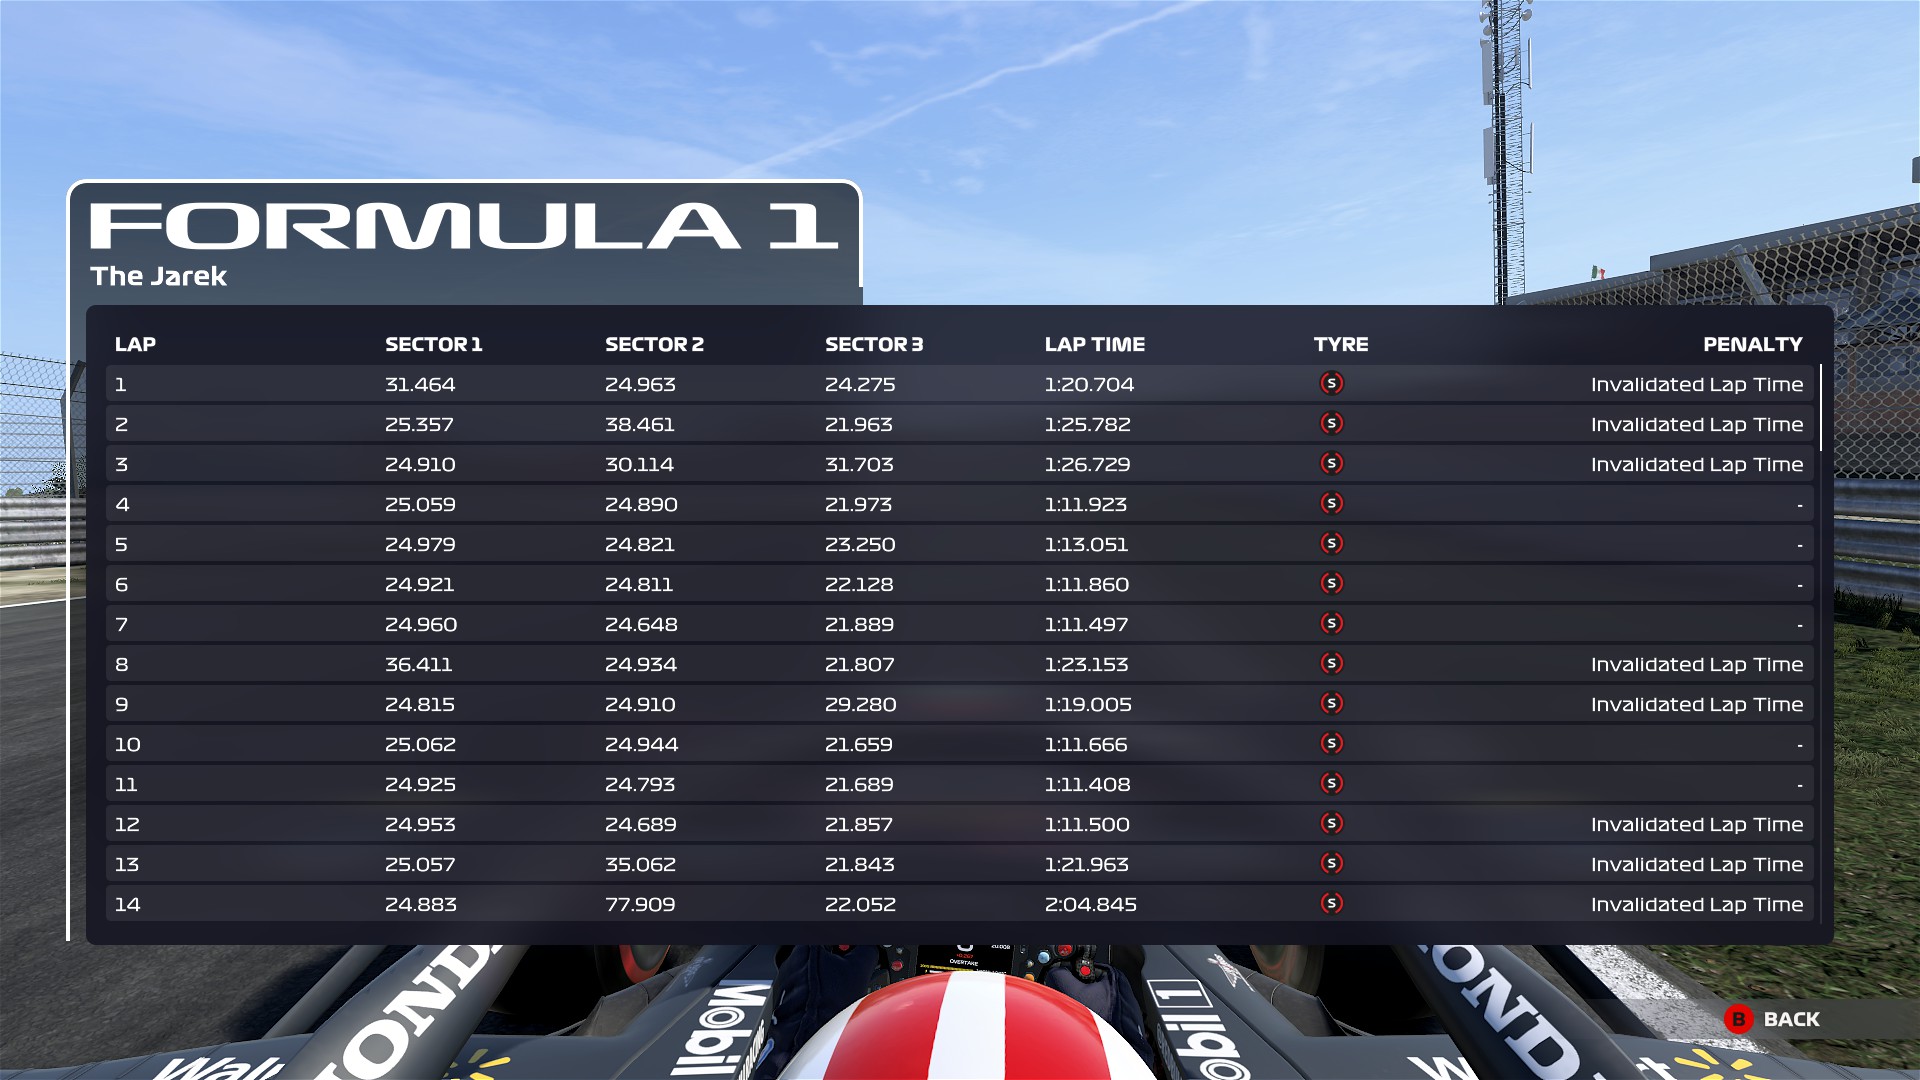 FORMULA 1
The Jarek
LAP SECTOR 1 SECTOR 2 SECTOR 3 LAP TIME TYRE PENALTY
1 31.464 24.963 24.275 1:20.704 S Invalidated Lap Time
2 25.357 38.461 21.963 1:25.782 S Invalidated Lap Time
3 24.910 30.114 31.703 1:26.729 S Invalidated Lap Time
4 25.059 24.890 21.973 1:11.923 S -
5 24.979 24.821 23.250 1:13.051 S -
6 24.921 24.811 22.128 1:11.860 S -
7 24.960 24.648 21.889 1:11.497 S -
8 36.411 24.934 21.807 1:23.153 S Invalidated Lap Time
9 24.815 24.910 29.280 1:19.005 S Invalidated Lap Time
10 25.062 24.944 21.659 1:11.666 S -
11 24.925 24.793 21.689 1:11.408 S -
12 24.953 24.689 21.857 1:11.500 S Invalidated Lap Time
13 25.057 35.062 21.843 1:21.963 S Invalidated Lap Time
14 24.883 77.909 22.052 2:04.845 S Invalidated Lap Time
OVERTAKE
HONDA
Mobil
1
HOND
B BACK